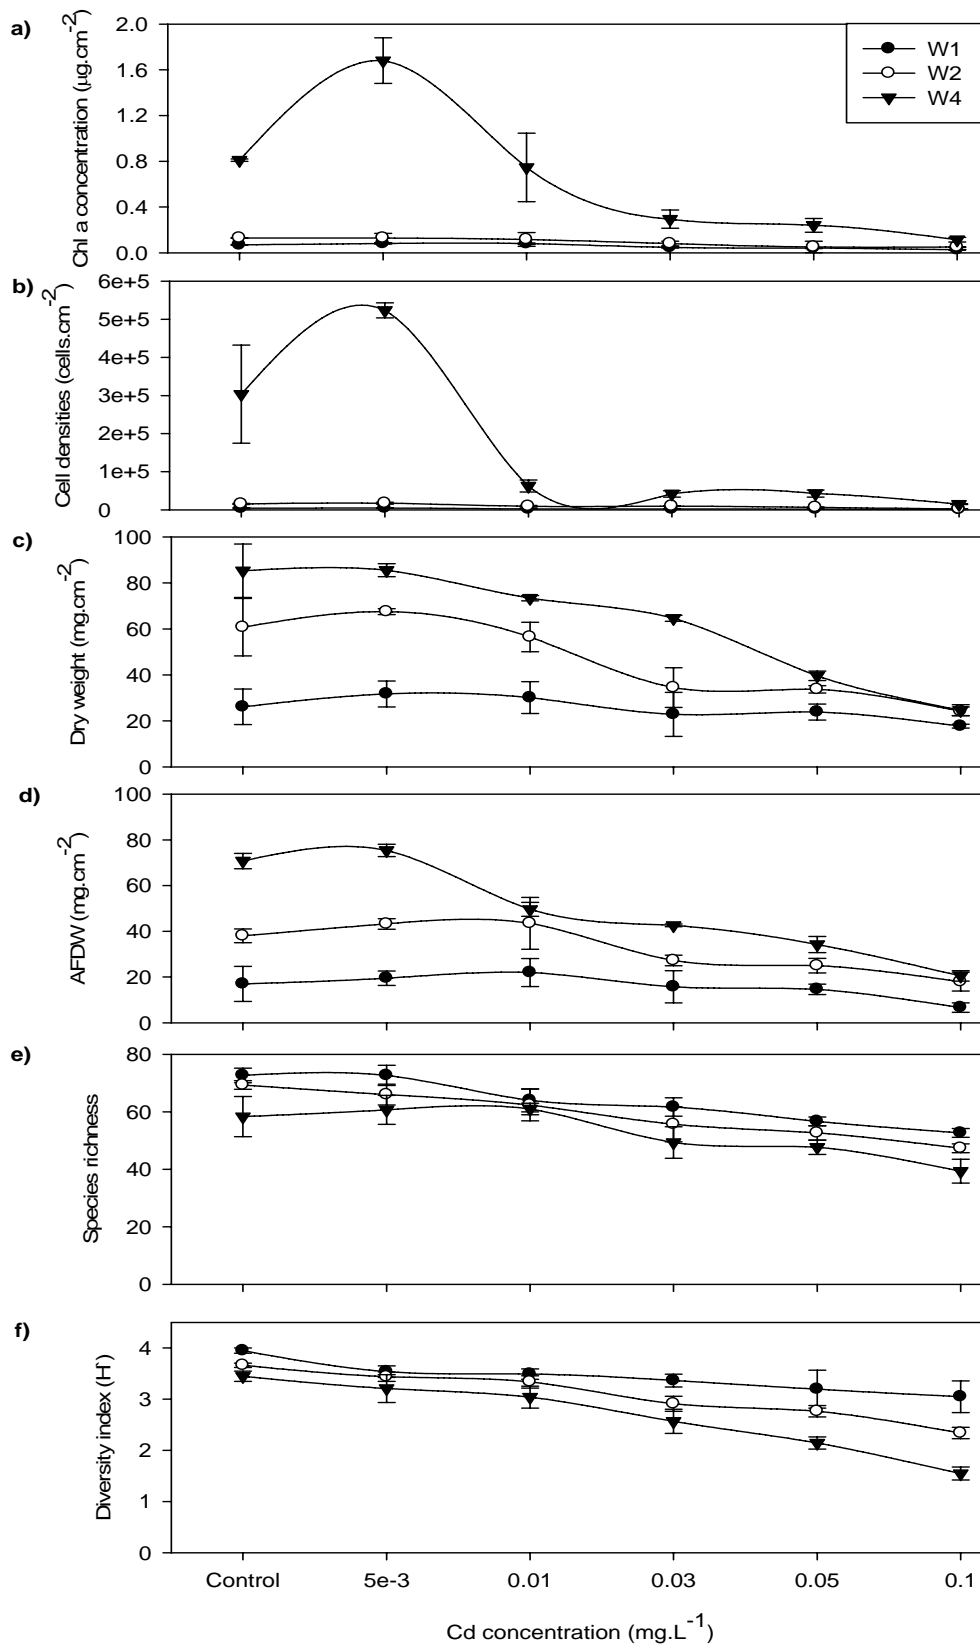 a)
Chl a concentration (µg.cm-2)
2.0
1.6
1.2
0.8
0.4
0.0
W1
W2
W4
b)
Cell densities (cells.cm-2)
6e+5
5e+5
4e+5
3e+5
2e+5
1e+5
0
c)
Dry weight (mg.cm-2)
100
80
60
40
20
0
d)
AFDW (mg.cm-2)
100
80
60
40
20
0
e)
Species richness
80
60
40
20
0
f)
Diversity index (H')
4
3
2
1
0
Control
5e-3
0.01
0.03
0.05
0.1
Cd concentration (mg.L-1)